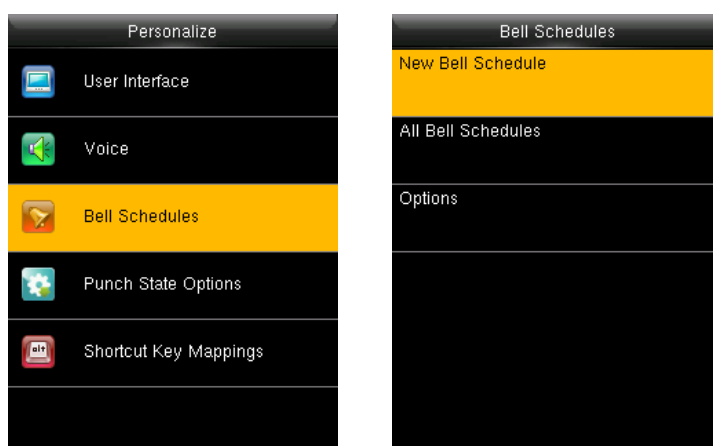 Personalize
User Interface
Voice
Bell Schedules
Punch State Options
alt
Shortcut Key Mappings
Bell Schedules
New Bell Schedule
All Bell Schedules
Options